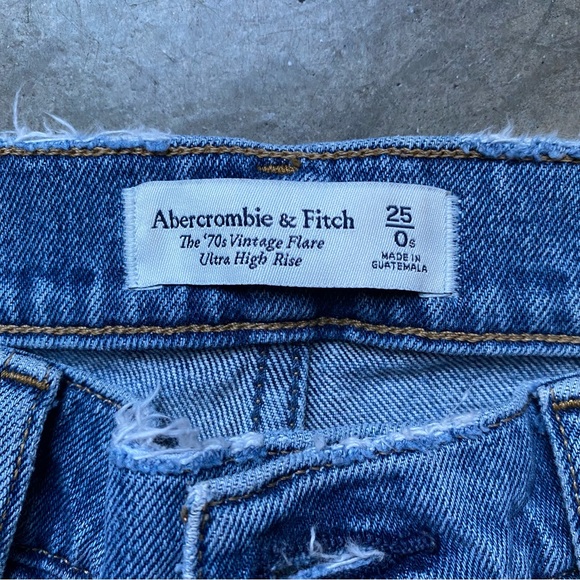 Abercrombie & Fitch
The '70s Vintage Flare
Ultra High Rise
25
0s
MADE IN
GUATEMALA